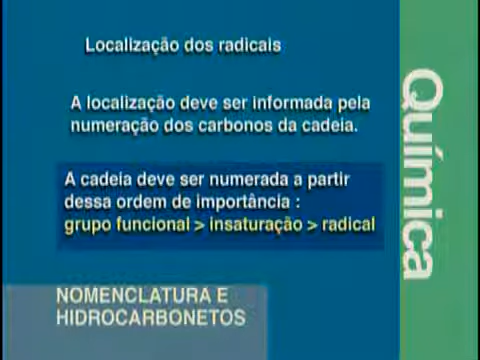 Localização dos radicais
A localização deve ser informada pela
numeração dos carbonos da cadeia.
A cadeia deve ser numerada a partir
dessa ordem de importância :
grupo funcional > insaturação > radical
NOMENCLATURA E
HIDROCARBONETOS
Química